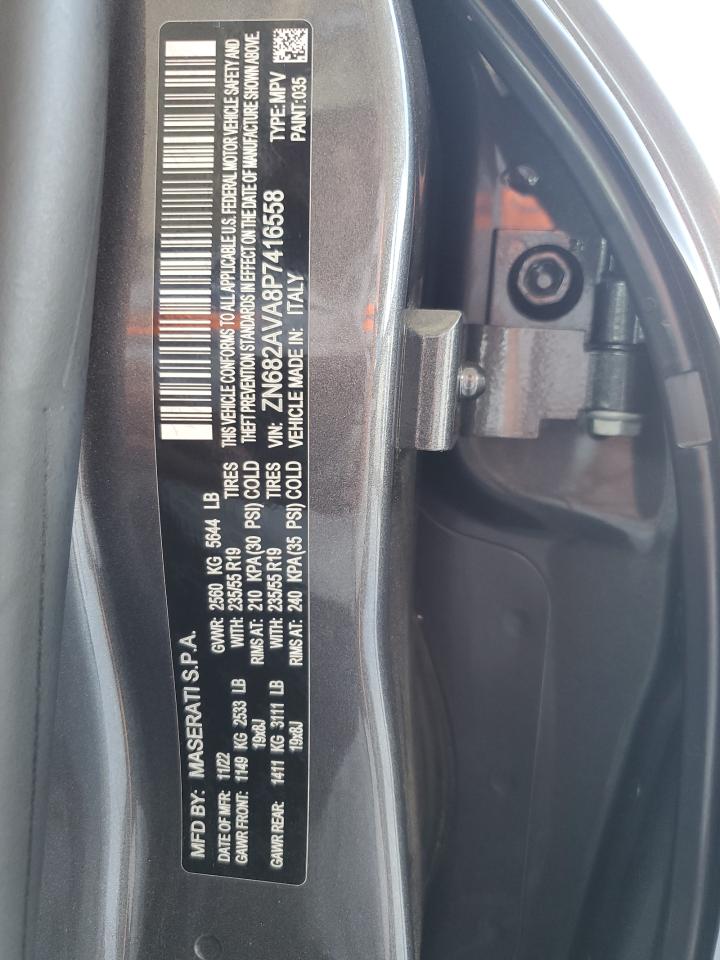 MFD BY: MASERATI S.P.A.
DATE OF MFR: 11/22 GVWR: 2560 KG 5644 LB
GAWR FRONT: 1149 KG 2533 LB WITH: 235/55 R19 TIRES
19x8J RIMS AT: 210 KPA(30 PSI) COLD
GAWR REAR: 1411 KG 3111 LB WITH: 235/55 R19 TIRES
19x8J RIMS AT: 240 KPA (35 PSI) COLD
THIS VEHICLE CONFORMS TO ALL APPLICABLE U.S. FEDERAL MOTOR VEHICLE SAFETY AND
THEFT PREVENTION STANDARDS IN EFFECT ON THE DATE OF MANUFACTURE SHOWN ABOVE.
VIN: ZN682AVA8P7416558 TYPE: MPV
VEHICLE MADE IN: ITALY PAINT: 035